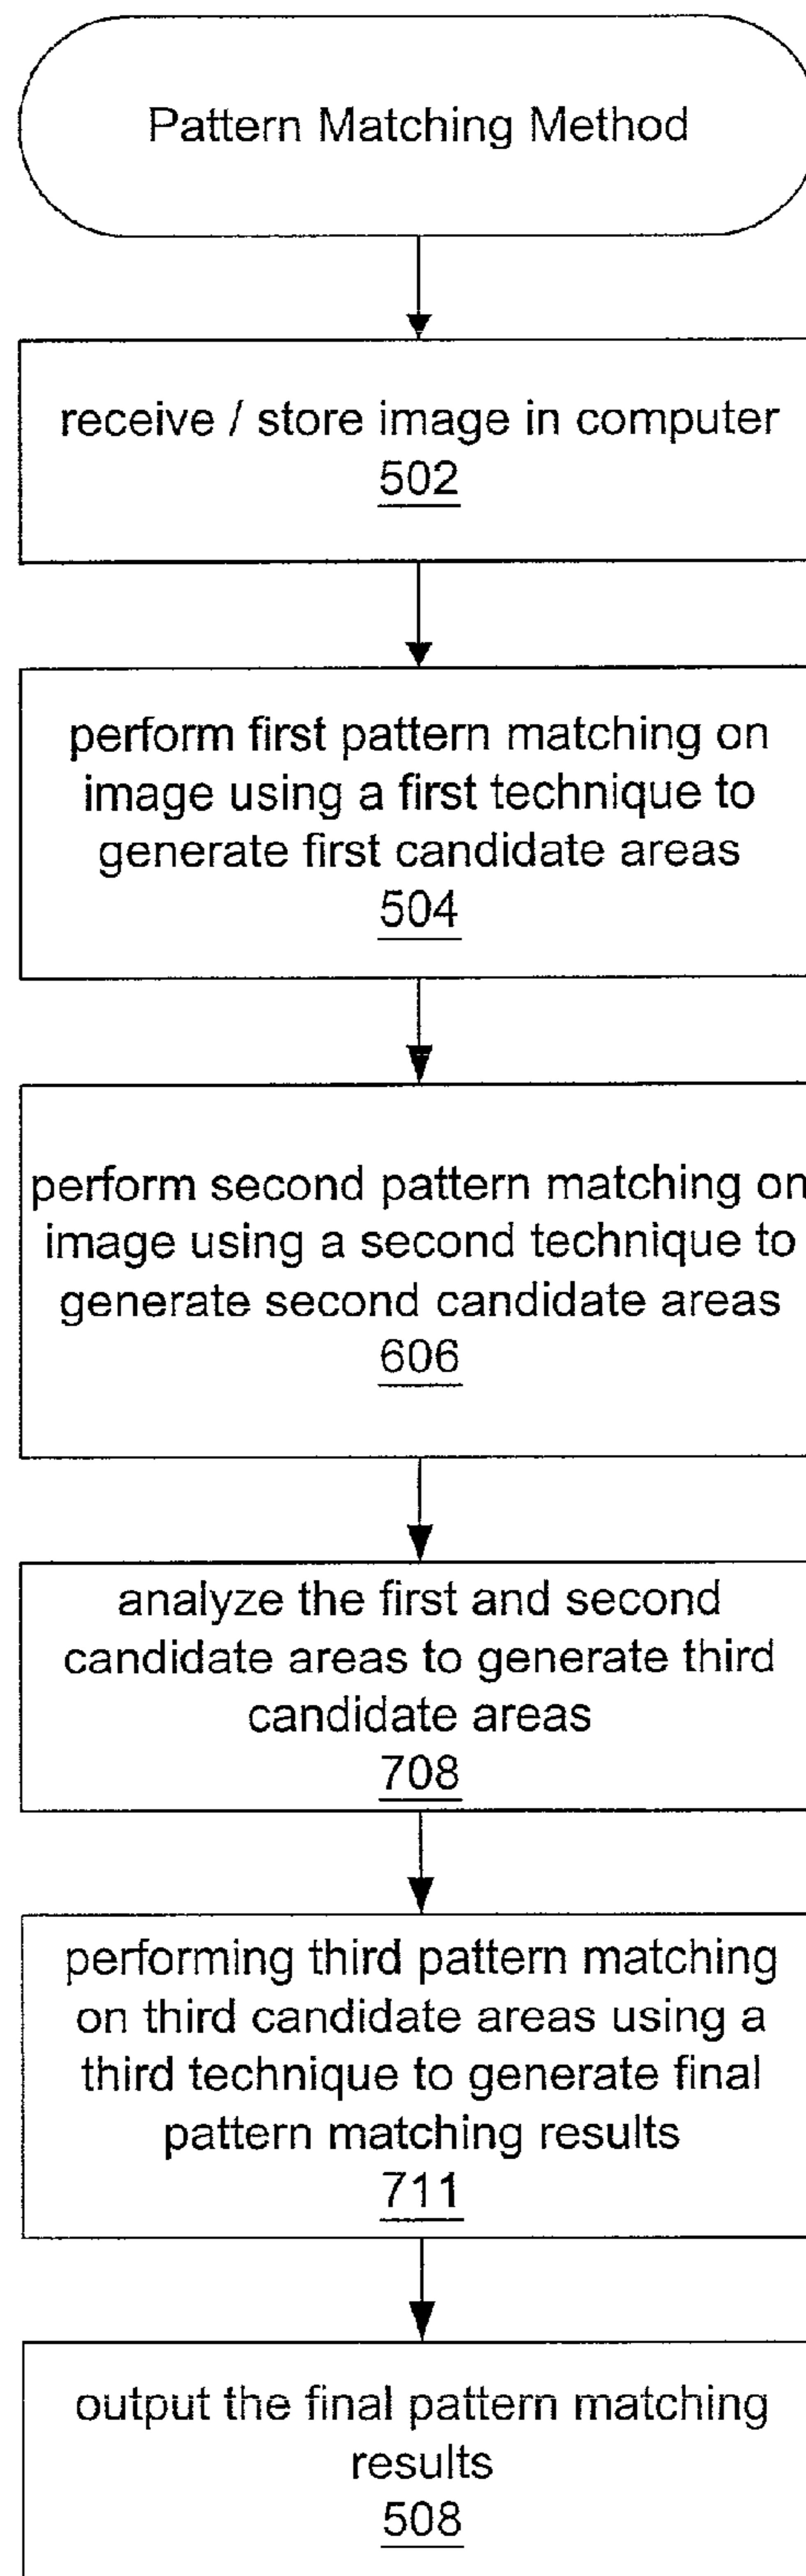 Pattern Matching Method
receive / store image in computer
502
perform first pattern matching on
image using a first technique to
generate first candidate areas
504
perform second pattern matching on
image using a second technique to
generate second candidate areas
606
analyze the first and second
candidate areas to generate third
candidate areas
708
performing third pattern matching
on third candidate areas using a
third technique to generate final
pattern matching results
711
output the final pattern matching
results
508